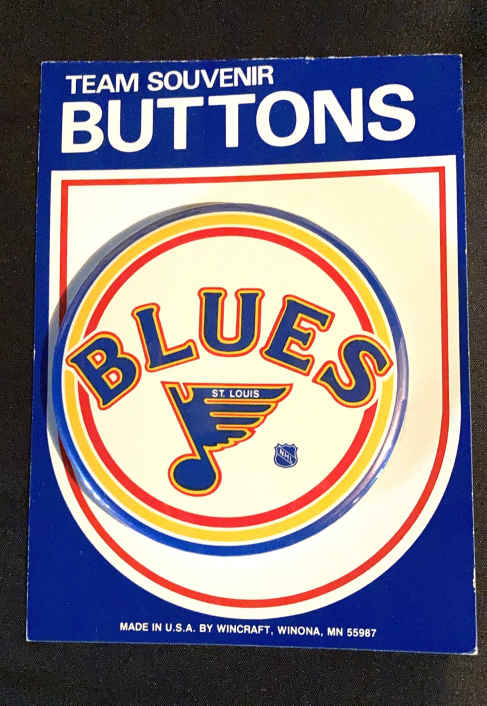 TEAM SOUVENIR
BUTTONS
BLUES
ST. LOUIS
NHL
MADE IN U.S.A. BY WINCRAFT, WINONA, MN 55987